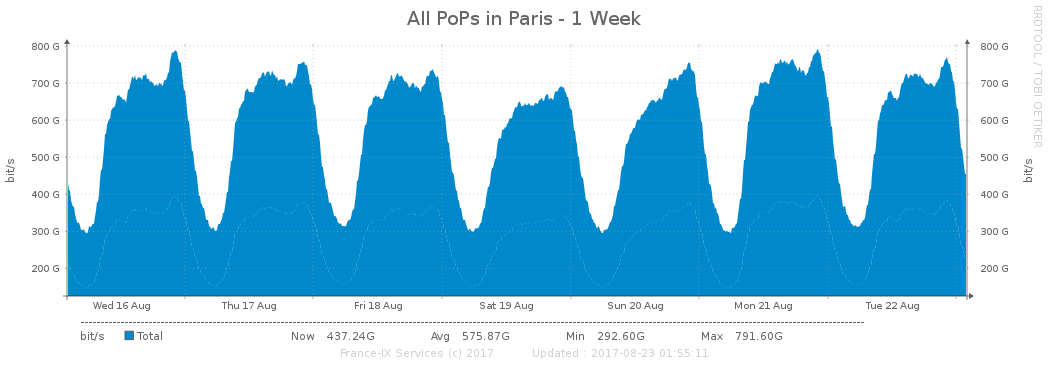 All PoPs in Paris - 1 Week
RRDTOOL / TOBI OETIKER
bit/s
800 G
700 G
600 G
500 G
400 G
300 G
200 G
800 G
700 G
600 G
500 G
400 G
300 G
200 G
bit/s
Wed 16 Aug Thu 17 Aug Fri 18 Aug Sat 19 Aug Sun 20 Aug Mon 21 Aug Tue 22 Aug
bit/s Total Now 437.24G Avg 575.87G Min 292.60G Max 791.60G
France-IX Services (c) 2017 Updated : 2017-08-23 01:55:11